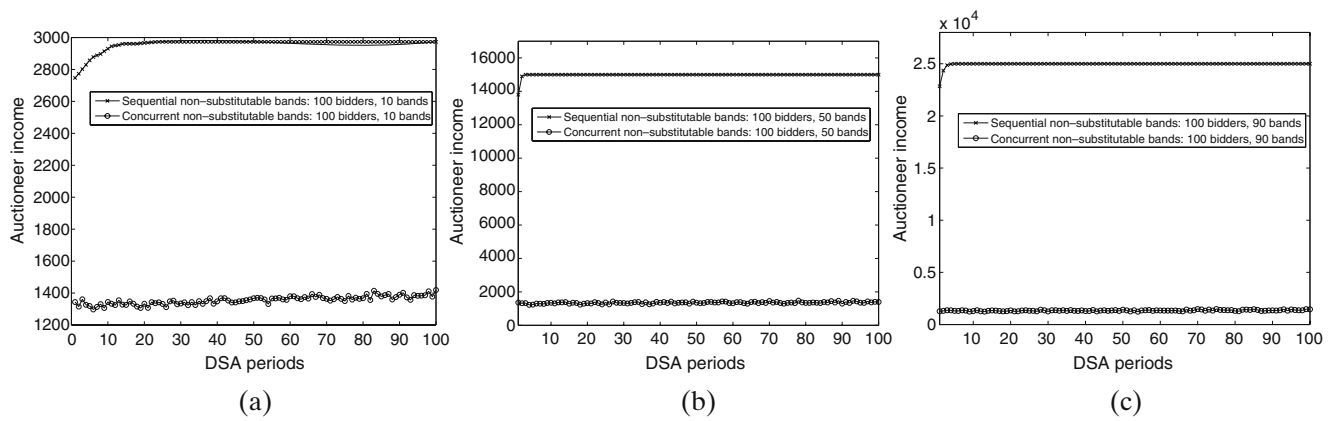 3000
2800
2600
2400
2200
2000
1800
1600
1400
1200
Auctioneer income
Sequential non–substitutable bands: 100 bidders, 10 bands
Concurrent non–substitutable bands: 100 bidders, 10 bands
0 10 20 30 40 50 60 70 80 90 100
DSA periods
(a)
16000
14000
12000
10000
8000
6000
4000
2000
0
Auctioneer income
Sequential non–substitutable bands: 100 bidders, 50 bands
Concurrent non–substitutable bands: 100 bidders, 50 bands
10 20 30 40 50 60 70 80 90 100
DSA periods
(b)
x 10^4
2.5
2
1.5
1
0.5
0
Auctioneer income
Sequential non–substitutable bands: 100 bidders, 90 bands
Concurrent non–substitutable bands: 100 bidders, 90 bands
10 20 30 40 50 60 70 80 90 100
DSA periods
(c)